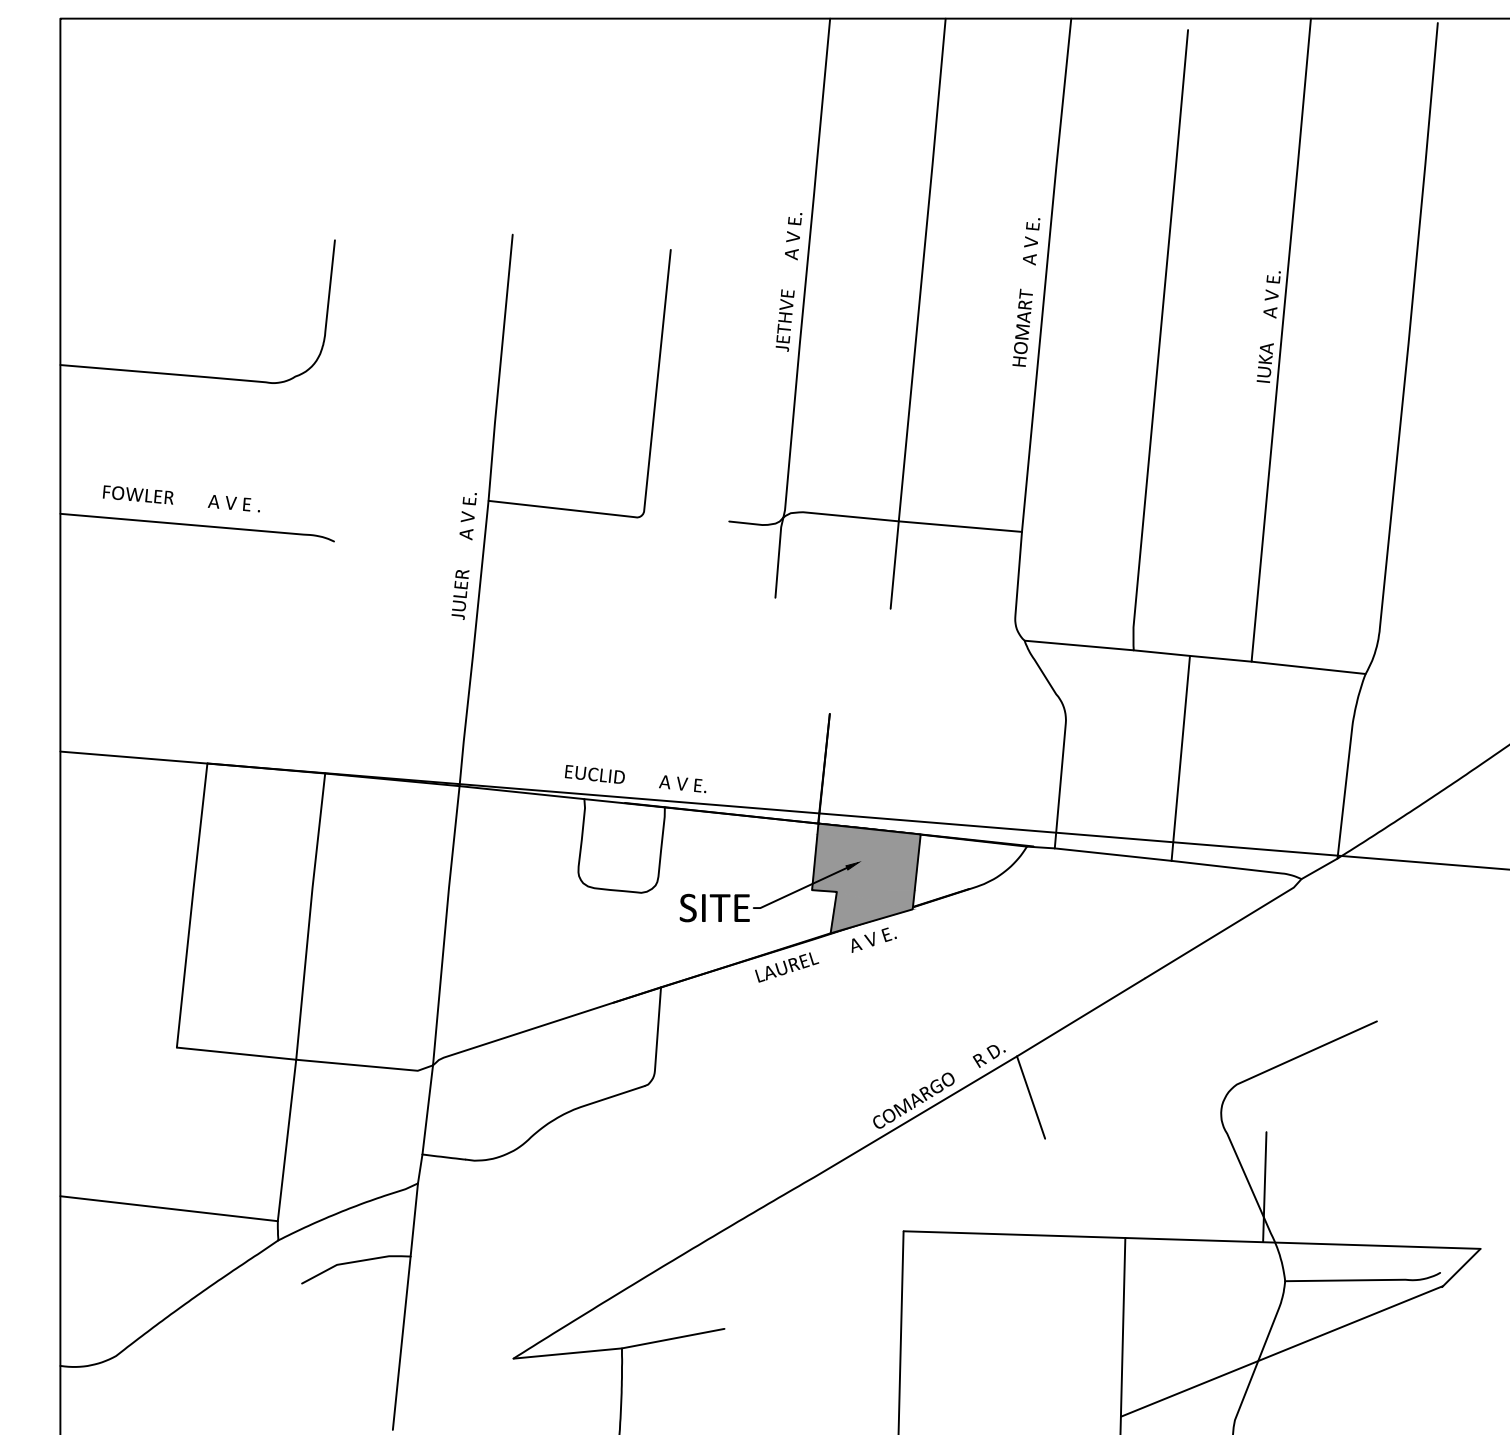 JETHVE AVE.
HOMART AVE.
IUKA AVE.
FOWLER AVE.
JULER AVE.
EUCLID AVE.
SITE
LAUREL AVE.
COMARGO RD.